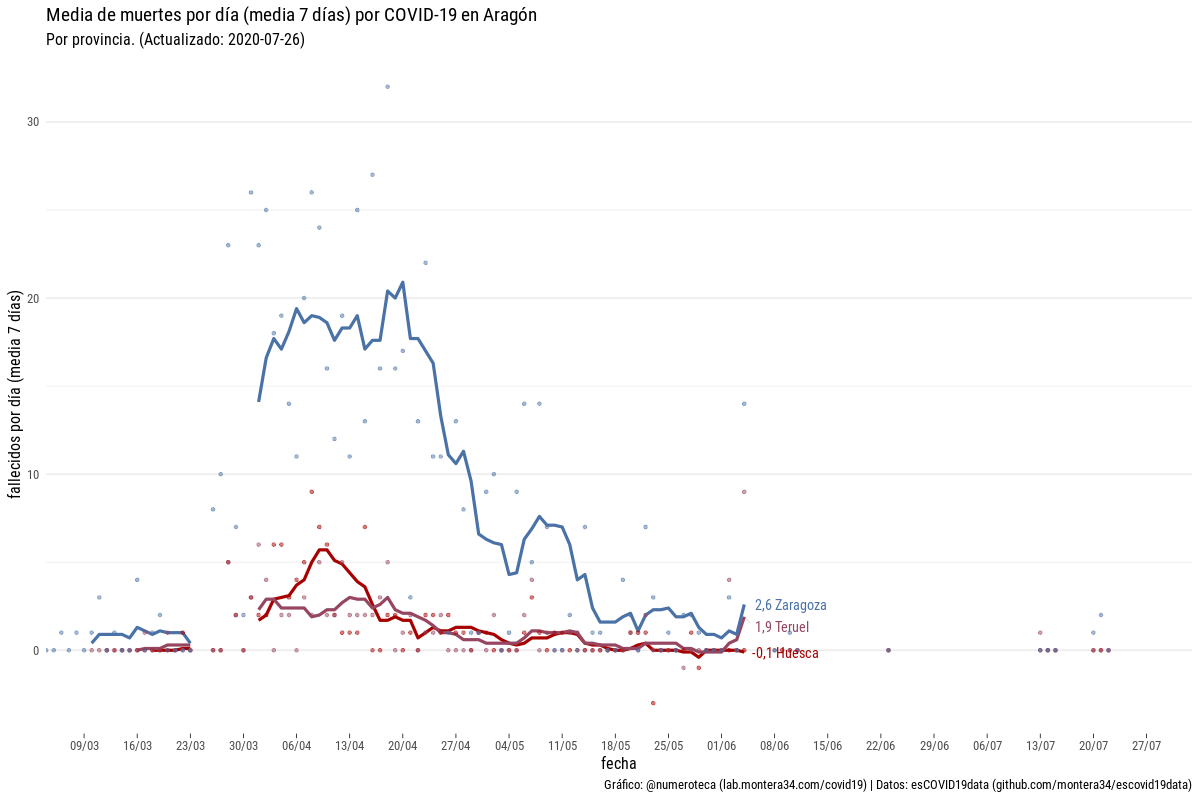 Media de muertes por día (media 7 días) por COVID-19 en Aragón
Por provincia. (Actualizado: 2020-07-26)
fallecidos por día (media 7 días)
30
20
10
0
2,6 Zaragoza
1,9 Teruel
-0,1 Huesca
09/03 16/03 23/03 30/03 06/04 13/04 20/04 27/04 04/05 11/05 18/05 25/05 01/06 08/06 15/06 22/06 29/06 06/07 13/07 20/07 27/07
fecha
Gráfico: @numeroteca (lab.montera34.com/covid19) | Datos: esCOVID19data (github.com/montera34/escovid19data)